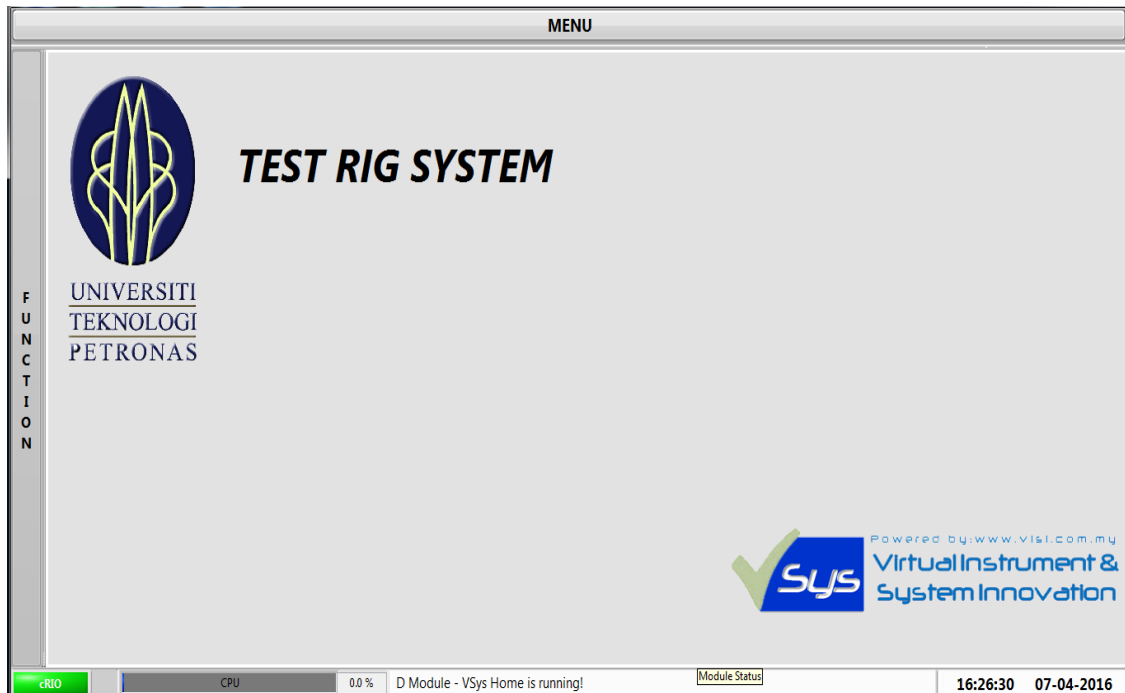 MENU
FUNCTION
TEST RIG SYSTEM
UNIVERSITI
TEKNOLOGI
PETRONAS
Powered by:www.visi.com.my
Sys
Virtual Instrument &
System Innovation
cRIO
CPU
0.0 %
D Module - VSys Home is running!
Module Status
16:26:30 07-04-2016